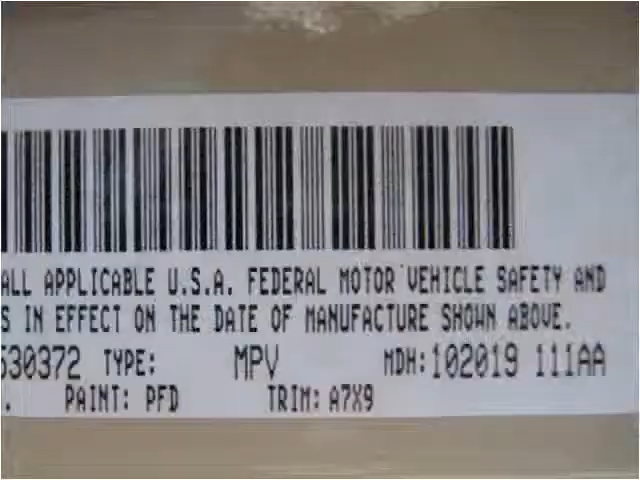 ALL APPLICABLE U.S.A. FEDERAL MOTOR VEHICLE SAFETY AND
S IN EFFECT ON THE DATE OF MANUFACTURE SHOWN ABOVE.
530372 TYPE: MPV MDH: 102019 111AA
. PAINT: PFD TRIM: A7X9